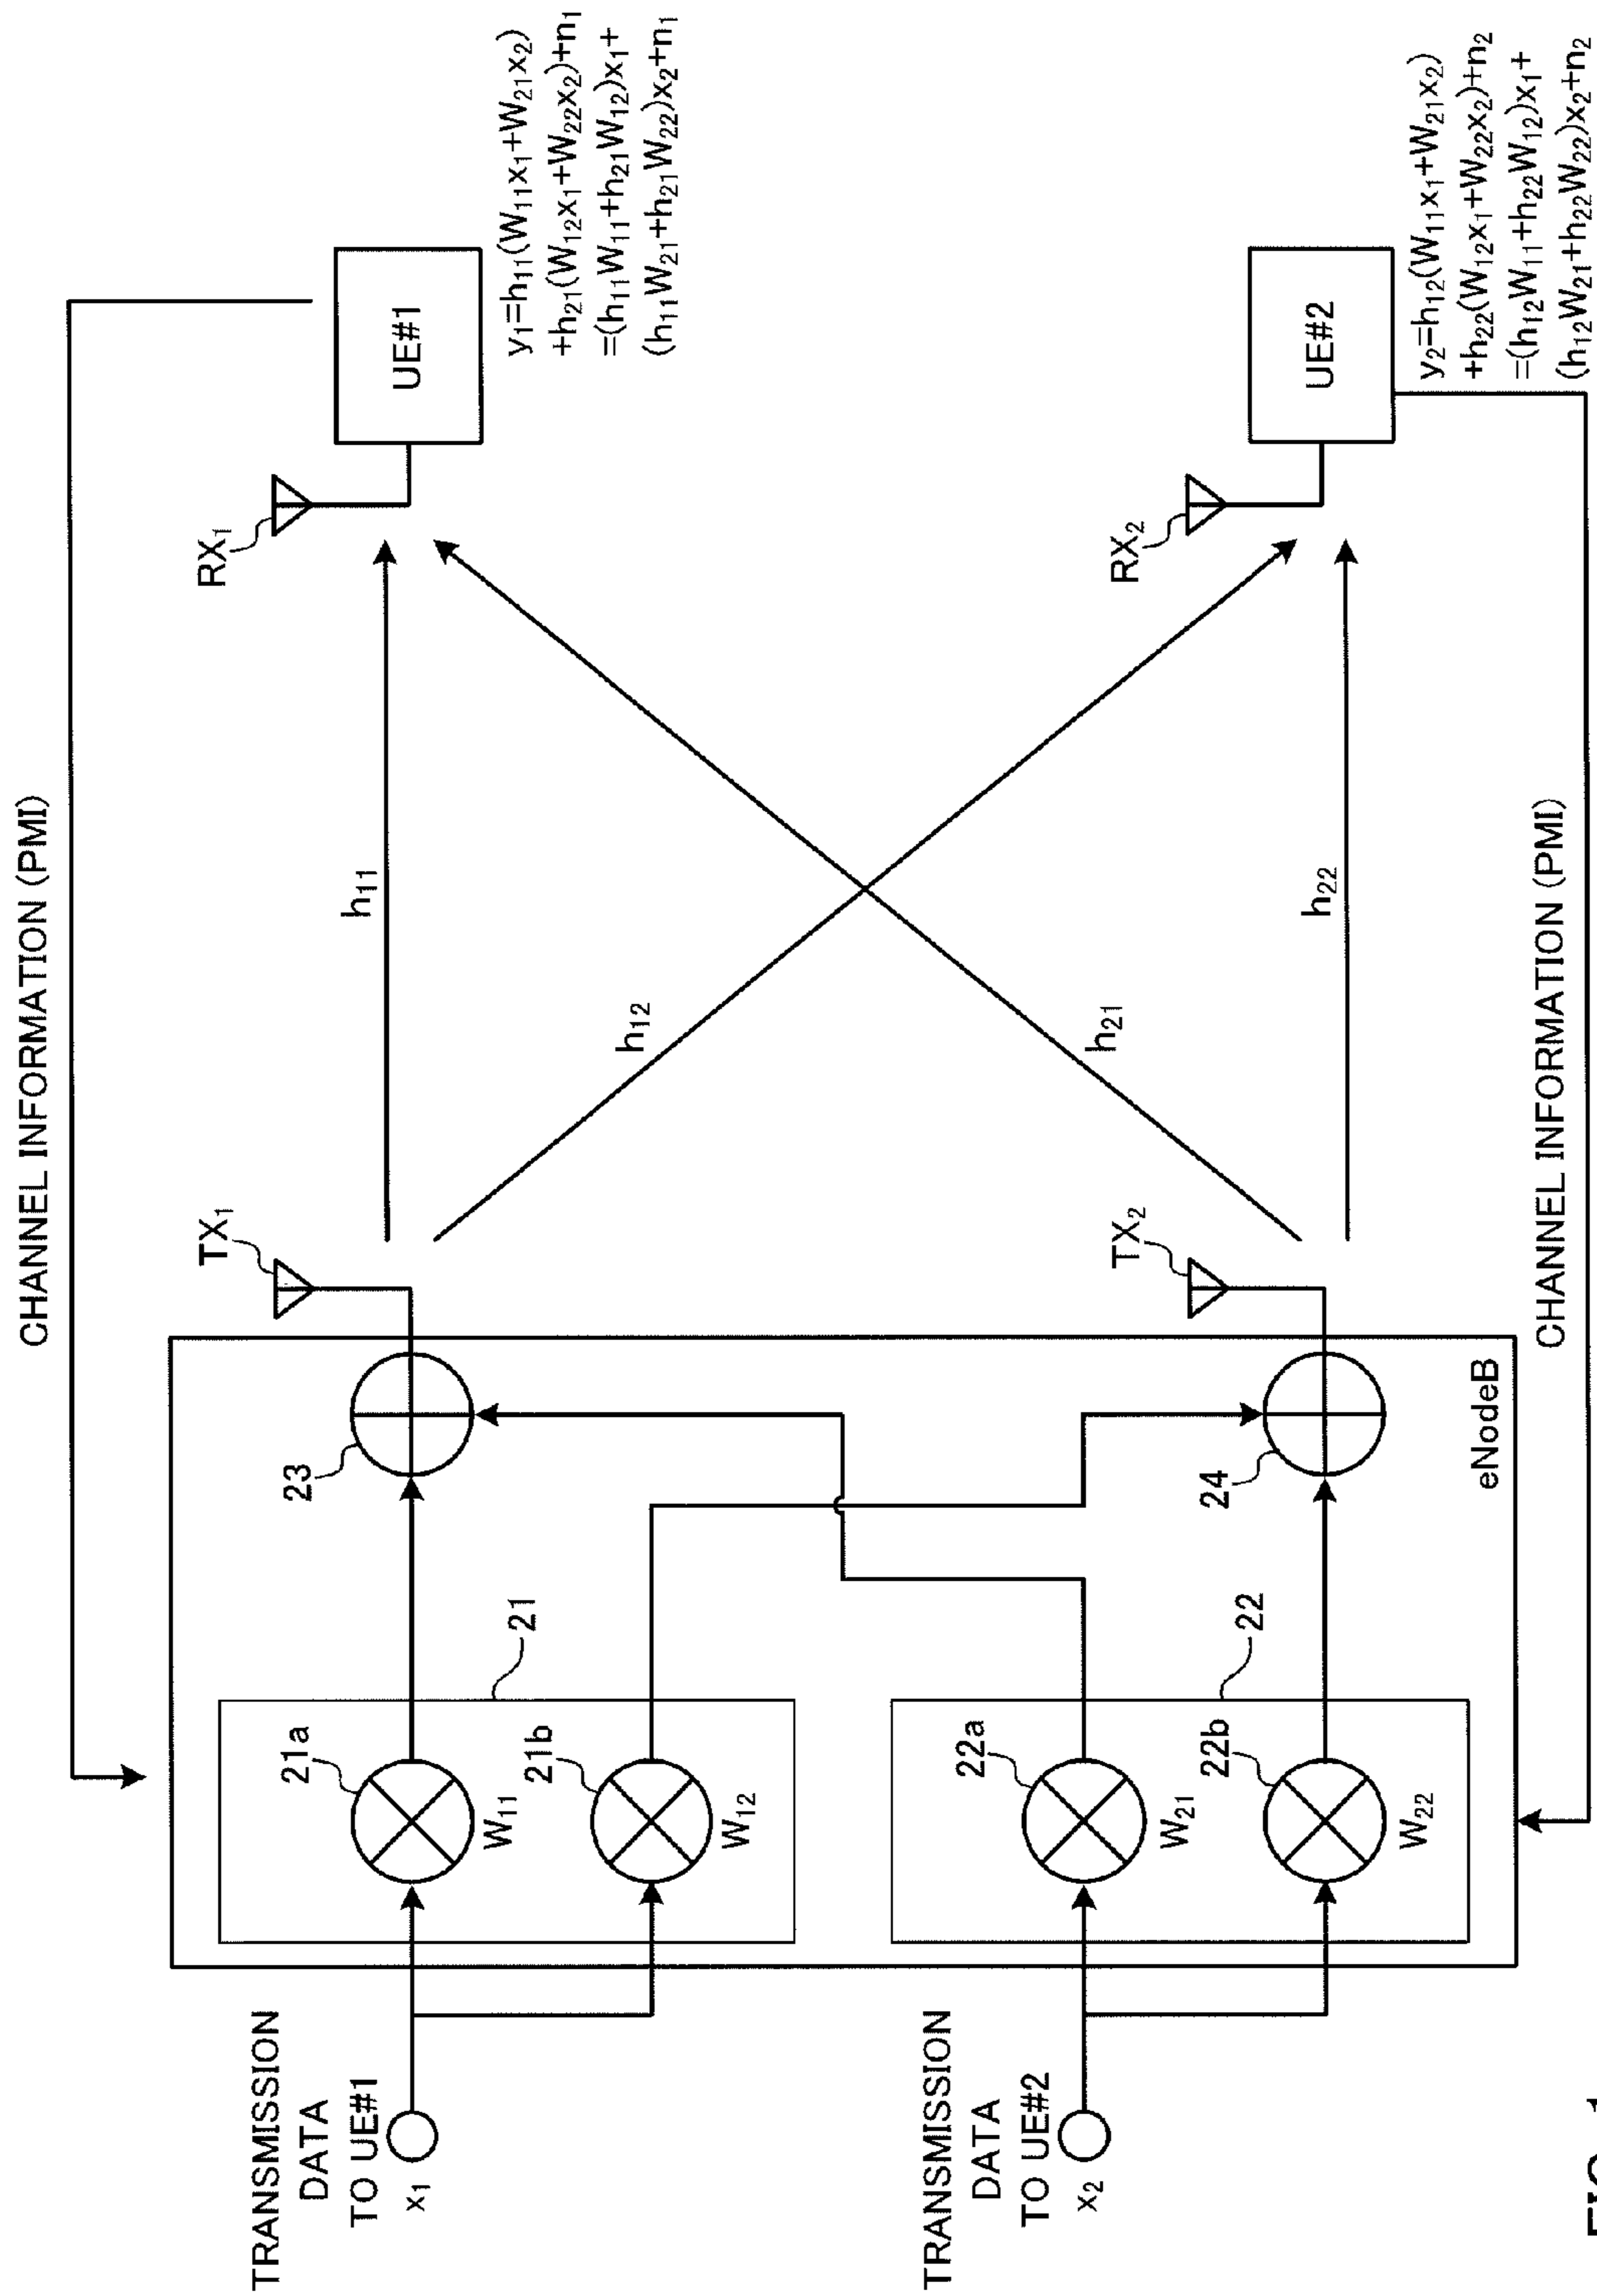 CHANNEL INFORMATION (PMI)
TRANSMISSION
DATA
TO UE#1
x₁
21a
W₁₁
21b
W₁₂
21
23
TX₁
h₁₁
h₁₂
RX₁
UE#1
y₁=h₁₁(W₁₁x₁+W₂₁x₂)
+h₂₁(W₁₂x₁+W₂₂x₂)+n₁
=(h₁₁W₁₁+h₂₁W₁₂)x₁+
(h₁₁W₂₁+h₂₁W₂₂)x₂+n₁
TRANSMISSION
DATA
TO UE#2
x₂
22a
W₂₁
22b
W₂₂
22
24
eNodeB
TX₂
h₂₁
h₂₂
RX₂
UE#2
y₂=h₁₂(W₁₁x₁+W₂₁x₂)
+h₂₂(W₁₂x₁+W₂₂x₂)+n₂
=(h₁₂W₁₁+h₂₂W₁₂)x₁+
(h₁₂W₂₁+h₂₂W₂₂)x₂+n₂
CHANNEL INFORMATION (PMI)